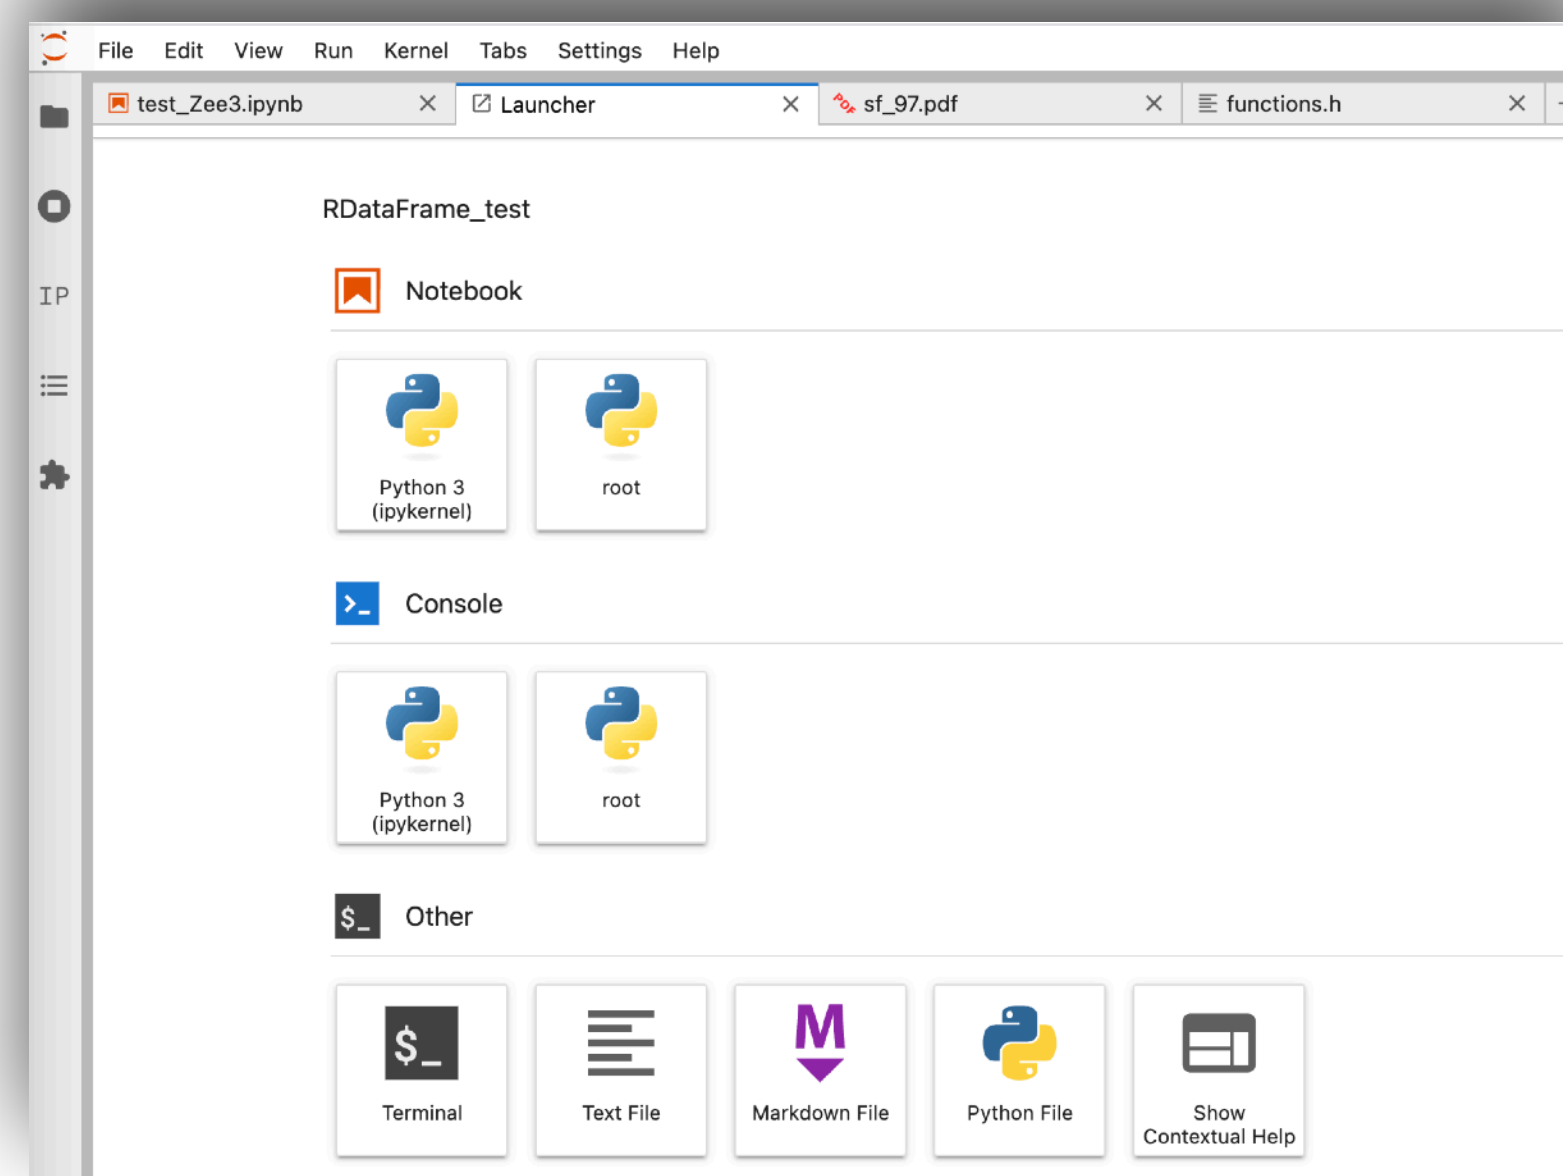 File Edit View Run Kernel Tabs Settings Help
test_Zee3.ipynb Launcher PDF sf_97.pdf functions.h
IP
RDataFrame_test
Notebook
Python 3 root
(ipykernel)
Console
Python 3 root
(ipykernel)
$_ Other
$_ M
Terminal Text File Markdown File Python File Show
Contextual Help